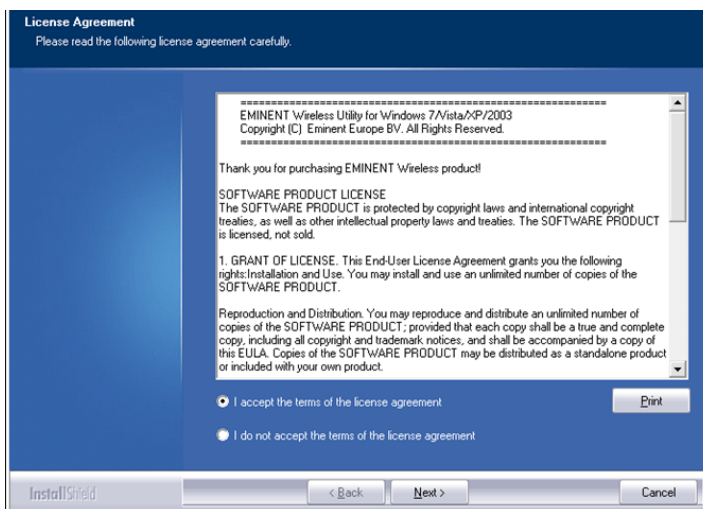 License Agreement
Please read the following license agreement carefully.
============================================================
EMINENT Wireless Utility for Windows 7/Vista/XP/2003
Copyright (C) Eminent Europe BV. All Rights Reserved.
============================================================
Thank you for purchasing EMINENT Wireless product!
SOFTWARE PRODUCT LICENSE
The SOFTWARE PRODUCT is protected by copyright laws and international copyright
treaties, as well as other intellectual property laws and treaties. The SOFTWARE PRODUCT
is licensed, not sold.
1. GRANT OF LICENSE. This End-User License Agreement grants you the following
rights:Installation and Use. You may install and use an unlimited number of copies of the
SOFTWARE PRODUCT.
Reproduction and Distribution. You may reproduce and distribute an unlimited number of
copies of the SOFTWARE PRODUCT; provided that each copy shall be a true and complete
copy, including all copyright and trademark notices, and shall be accompanied by a copy of
this EULA. Copies of the SOFTWARE PRODUCT may be distributed as a standalone product
or included with your own product.
I accept the terms of the license agreement
Print
I do not accept the terms of the license agreement
InstallShield
< Back
Next >
Cancel